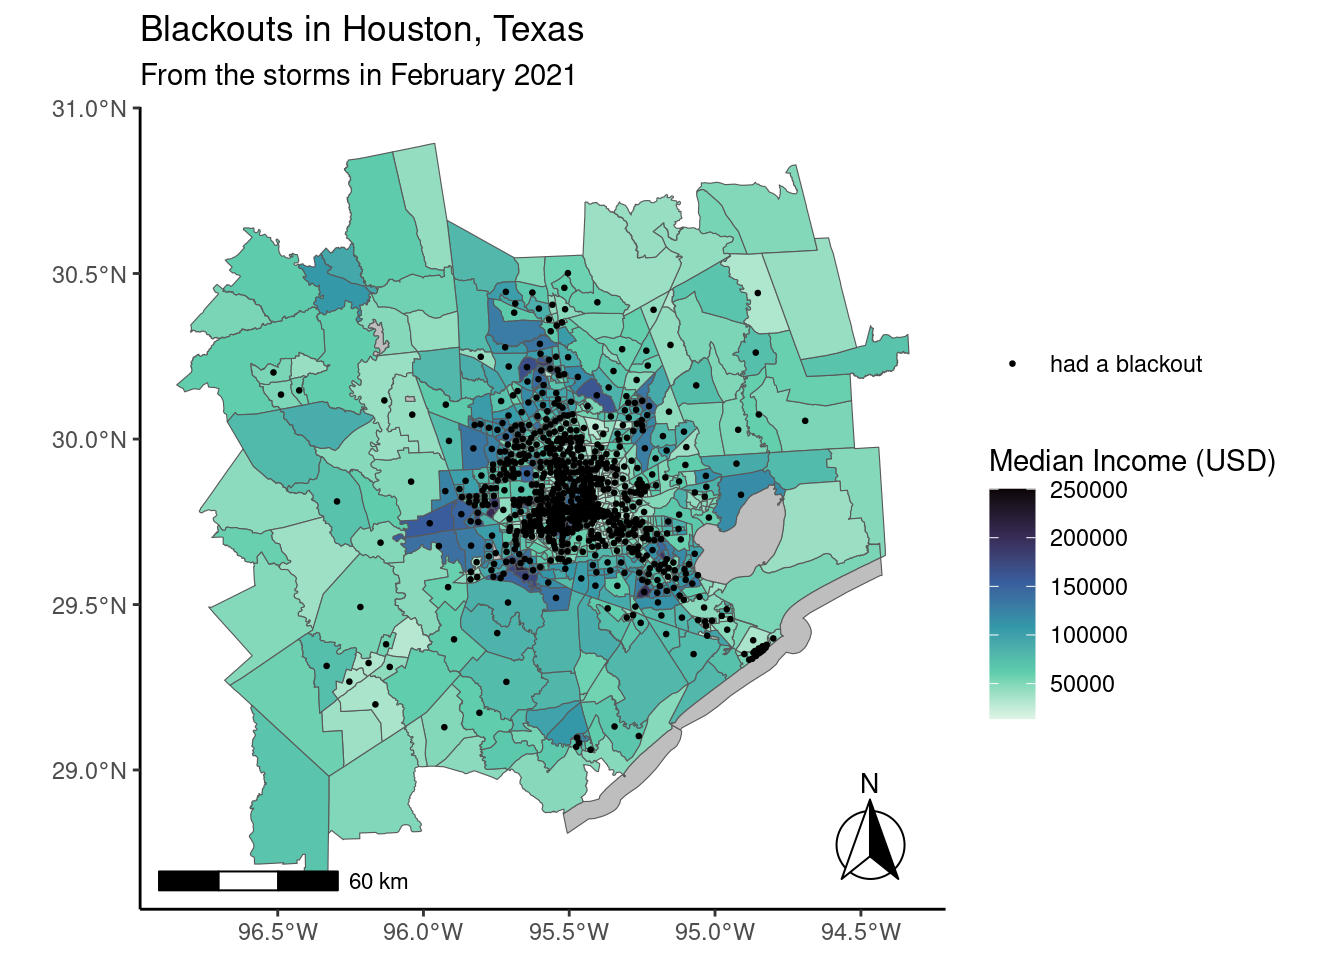 Blackouts in Houston, Texas
From the storms in February 2021
31.0°N
30.5°N
30.0°N
29.5°N
29.0°N
96.5°W
96.0°W
95.5°W
95.0°W
94.5°W
60 km
N
had a blackout
Median Income (USD)
250000
200000
150000
100000
50000